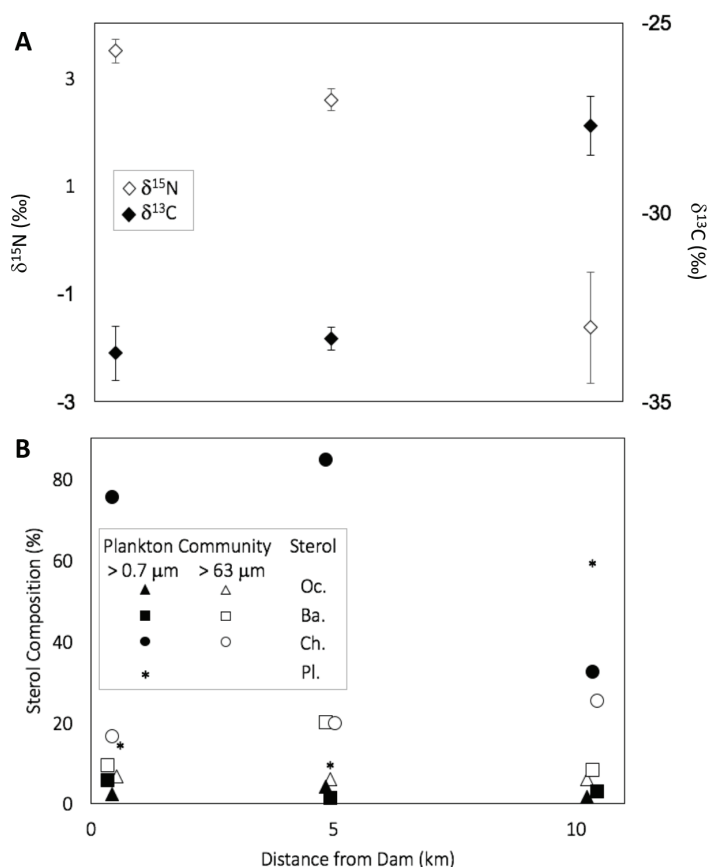 A
-25
3
1
δ¹⁵N
δ¹³C
-30
δ¹⁵N (‰)
δ¹³C (‰)
-1
-3
-35
B
80
Plankton Community Sterol
> 0.7 μm > 63 μm
60
Oc.
Ba.
40
Ch.
Pl.
Sterol Composition (%)
20
0
0 5 10
Distance from Dam (km)